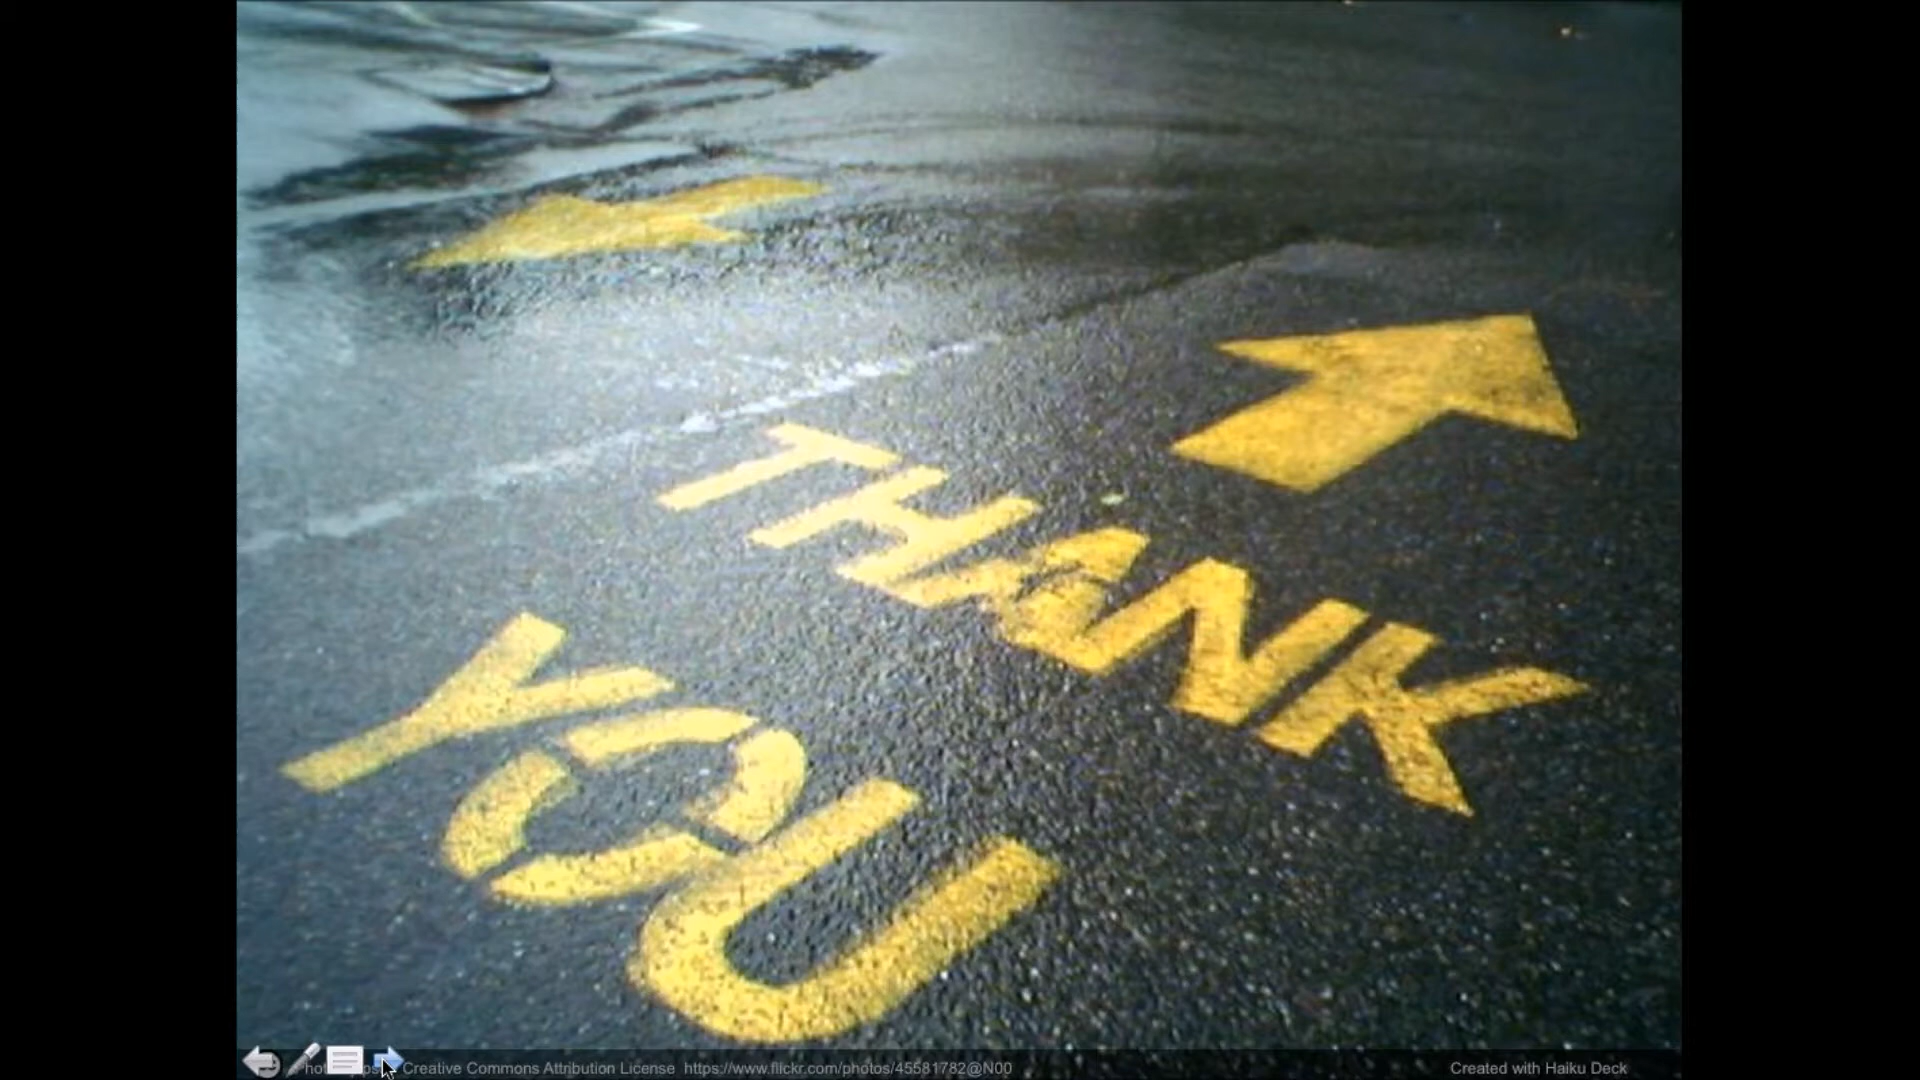 THANK
YOU
Creative Commons Attribution License https://www.flickr.com/photos/45581782@N00
Created with Haiku Deck